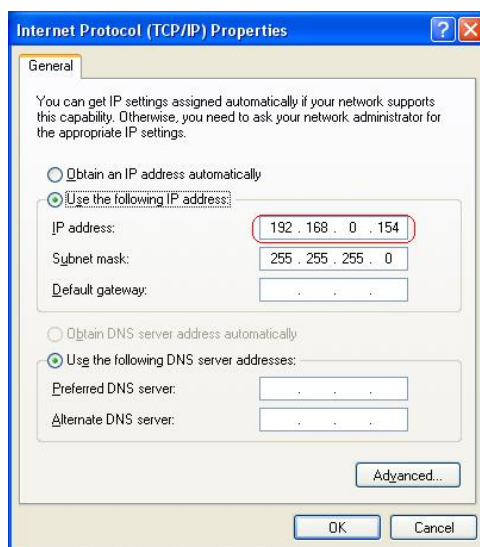 Internet Protocol (TCP/IP) Properties
General
You can get IP settings assigned automatically if your network supports
this capability. Otherwise, you need to ask your network administrator for
the appropriate IP settings.
Obtain an IP address automatically
Use the following IP address:
IP address: 192 . 168 . 0 . 154
Subnet mask: 255 . 255 . 255 . 0
Default gateway: . . .
Obtain DNS server address automatically
Use the following DNS server addresses:
Preferred DNS server: . . .
Alternate DNS server: . . .
Advanced...
OK Cancel